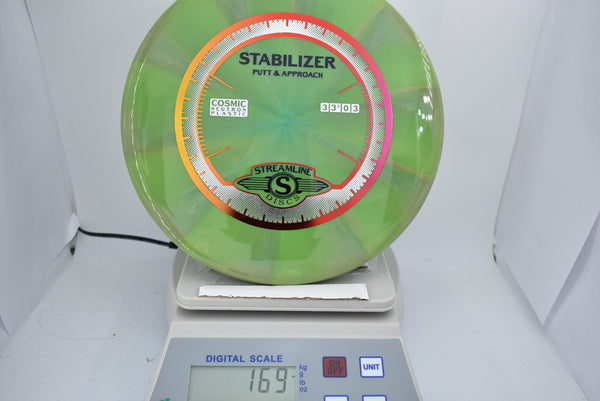 STABILIZER
PUTT & APPROACH
COSMIC
NEUTRON
PLASTIC
3 3 0 3
STREAMLINE
S
DISCS
DIGITAL SCALE
169
kg
g
lb
oz
ON
OFF
UNIT